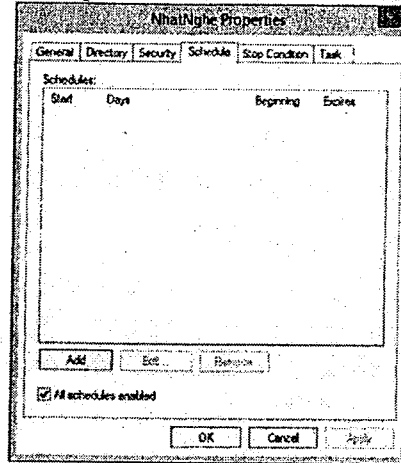 NhatNghe Properties
General Directory Security Schedule Stop Condition Task
Schedules:
Start Days Beginning Expires
Add Edit... Remove
All schedules enabled
OK Cancel Apply